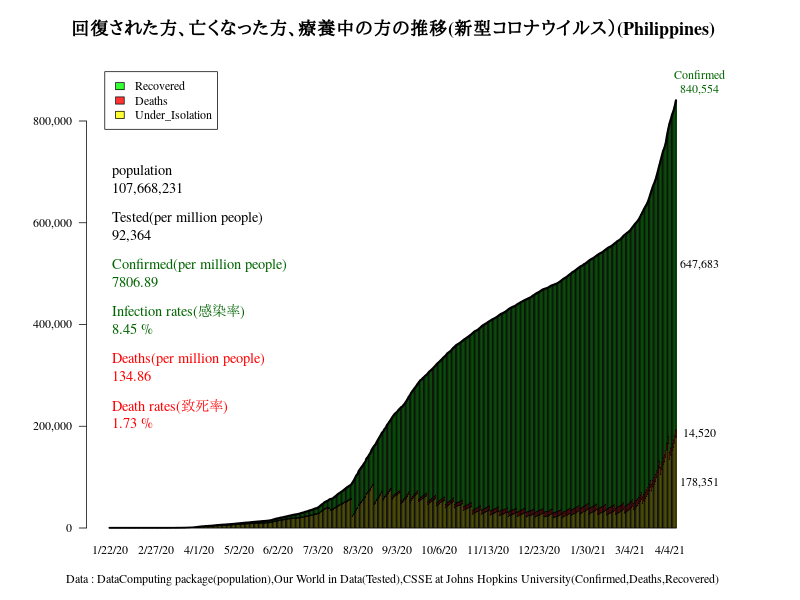 回復された方、亡くなった方、療養中の方の推移(新型コロナウイルス）(Philippines)
Confirmed
840,554
Recovered
Deaths
Under_Isolation
800,000
population
107,668,231
Tested(per million people)
92,364
600,000
Confirmed(per million people)
7806.89
647,683
Infection rates(感染率)
8.45 %
400,000
Deaths(per million people)
134.86
Death rates(致死率)
1.73 %
200,000
14,520
178,351
0
1/22/20 2/27/20 4/1/20 5/2/20 6/2/20 7/3/20 8/3/20 9/3/20 10/6/20 11/13/20 12/23/20 1/30/21 3/4/21 4/4/21
Data : DataComputing package(population),Our World in Data(Tested),CSSE at Johns Hopkins University(Confirmed,Deaths,Recovered)